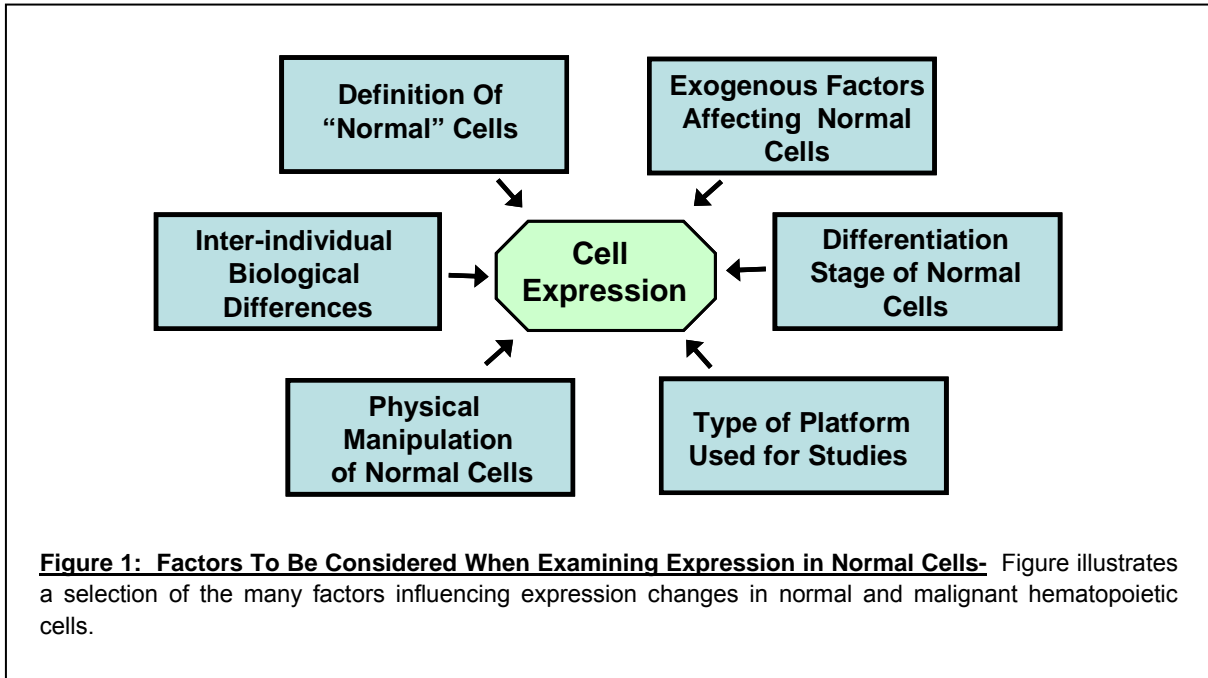 Definition Of
“Normal” Cells
Exogenous Factors
Affecting Normal
Cells
Inter-individual
Biological
Differences
Cell
Expression
Differentiation
Stage of Normal
Cells
Physical
Manipulation
of Normal Cells
Type of Platform
Used for Studies
Figure 1: Factors To Be Considered When Examining Expression in Normal Cells- Figure illustrates
a selection of the many factors influencing expression changes in normal and malignant hematopoietic
cells.